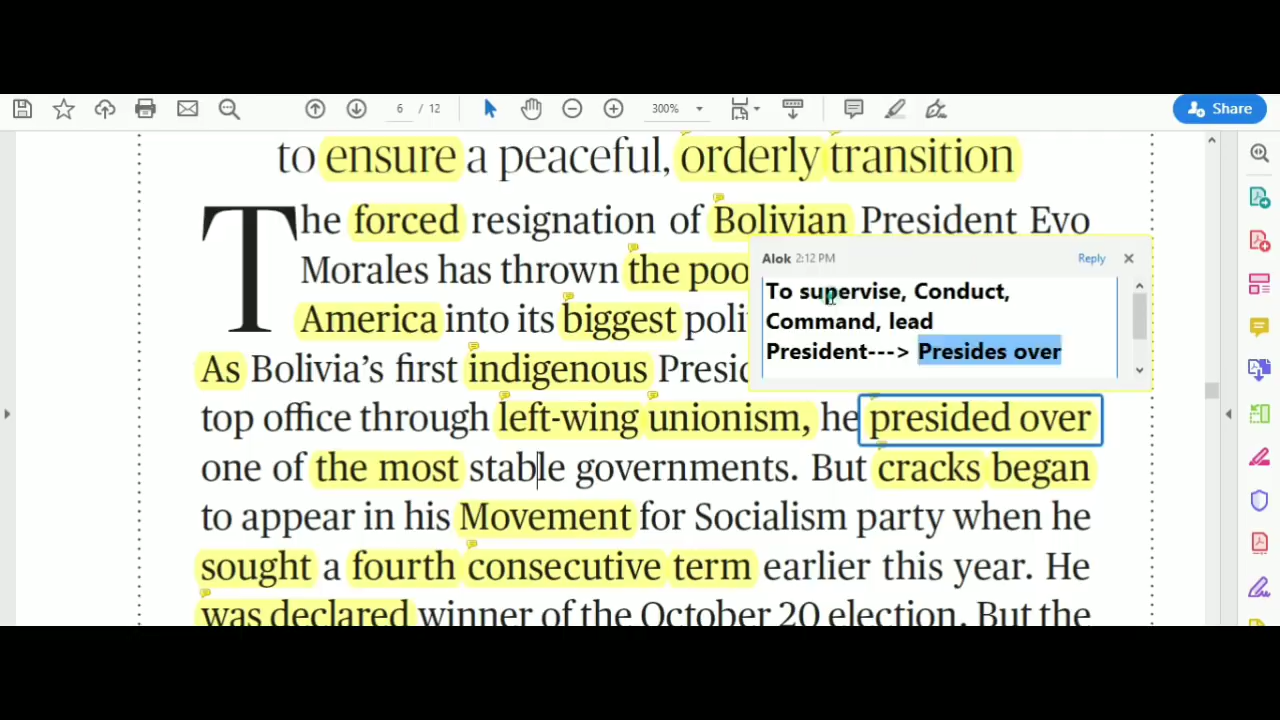 6 / 12
300%
Share
to ensure a peaceful, orderly transition
The forced resignation of Bolivian President Evo
Morales has thrown the poo
America into its biggest polit
As Bolivia's first indigenous Presid
top office through left-wing unionism, he presided over
one of the most stable governments. But cracks began
to appear in his Movement for Socialism party when he
sought a fourth consecutive term earlier this year. He
was declared winner of the October 20 election. But the
Alok 2:12 PM
Reply
To supervise, Conduct,
Command, lead
President---> Presides over